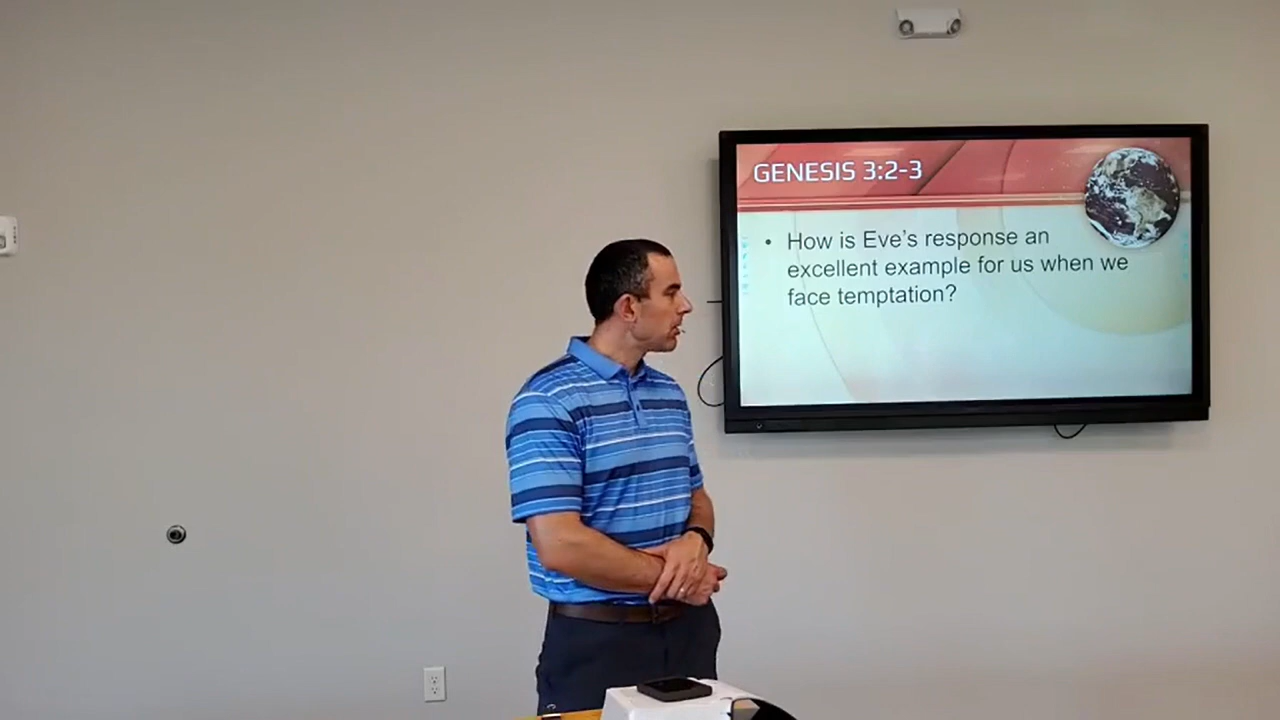 GENESIS 3:2-3
• How is Eve's response an
excellent example for us when we
face temptation?